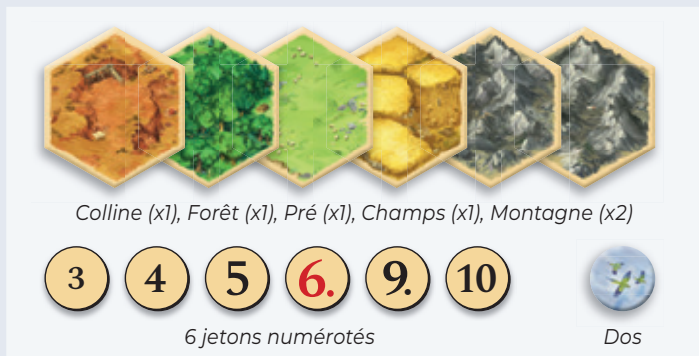 Colline (x1), Forêt (x1), Pré (x1), Champs (x1), Montagne (x2)
3 4 5 6. 9. 10
6 jetons numérotés Dos